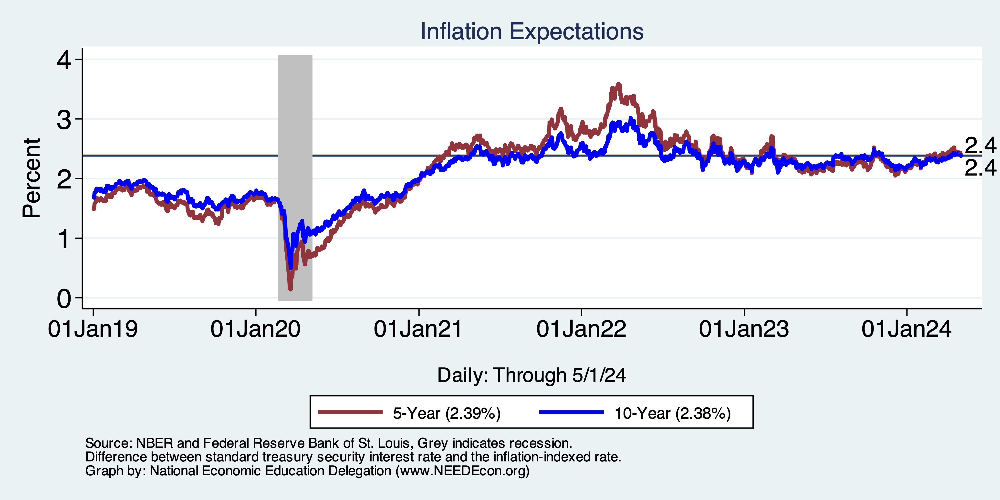 Inflation Expectations
Percent
4
3
2
1
0
2.4
2.4
01Jan19 01Jan20 01Jan21 01Jan22 01Jan23 01Jan24
Daily: Through 5/1/24
5-Year (2.39%) 10-Year (2.38%)
Source: NBER and Federal Reserve Bank of St. Louis, Grey indicates recession.
Difference between standard treasury security interest rate and the inflation-indexed rate.
Graph by: National Economic Education Delegation (www.NEEDEcon.org)